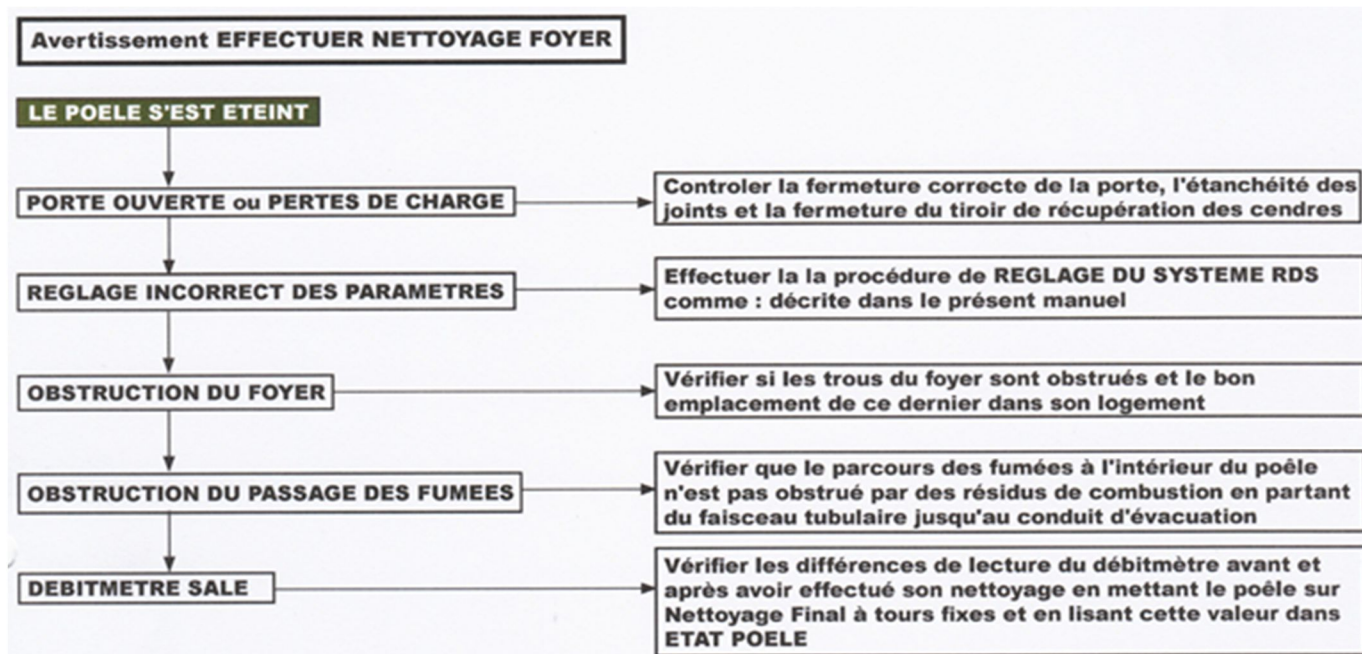 Avertissement EFFECTUER NETTOYAGE FOYER
LE POELE S'EST ETEINT
PORTE OUVERTE ou PERTES DE CHARGE
Controler la fermeture correcte de la porte, l'étanchéité des
joints et la fermeture du tiroir de récupération des cendres
REGLAGE INCORRECT DES PARAMETRES
Effectuer la la procédure de REGLAGE DU SYSTEME RDS
comme : décrite dans le présent manuel
OBSTRUCTION DU FOYER
Vérifier si les trous du foyer sont obstrués et le bon
emplacement de ce dernier dans son logement
OBSTRUCTION DU PASSAGE DES FUMEES
Vérifier que le parcours des fumées à l'intérieur du poêle
n'est pas obstrué par des résidus de combustion en partant
du faisceau tubulaire jusqu'au conduit d'évacuation
DEBITMETRE SALE
Vérifier les différences de lecture du débitmètre avant et
après avoir effectué son nettoyage en mettant le poêle sur
Nettoyage Final à tours fixes et en lisant cette valeur dans
ETAT POELE